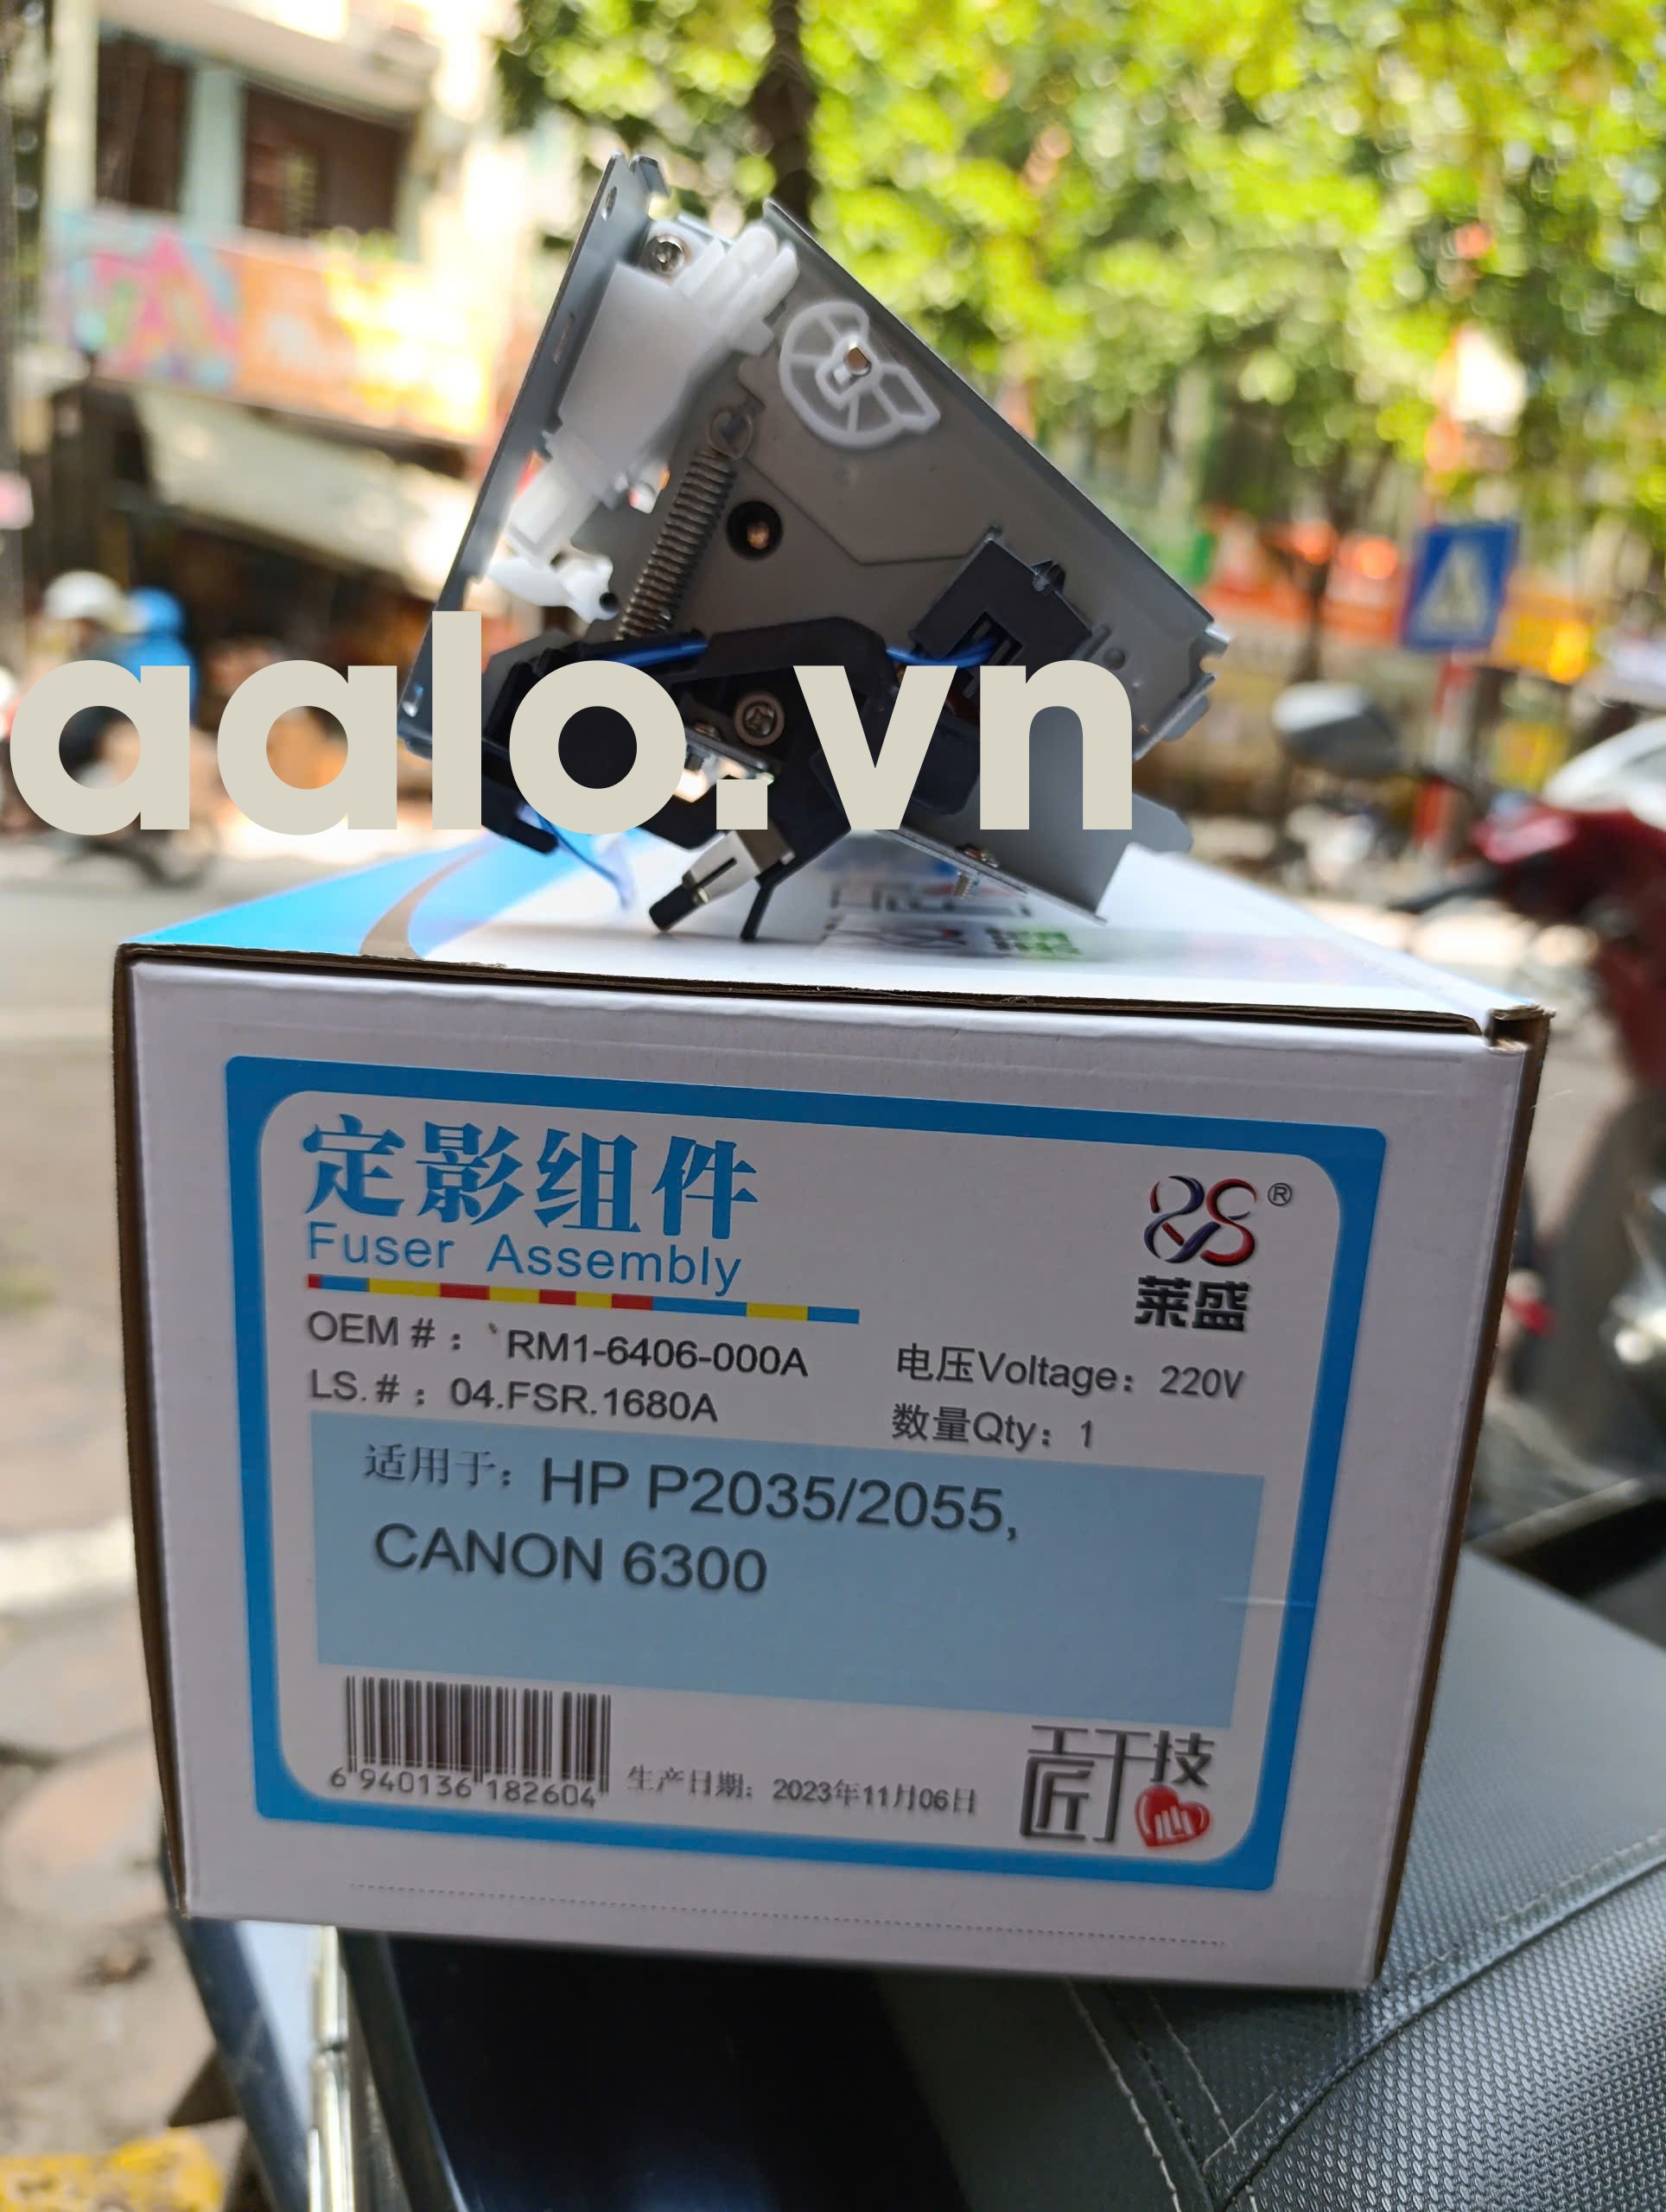 aalo.vn
定影组件
Fuser Assembly
®
莱盛
OEM #： `RM1-6406-000A
电压Voltage：220V
LS.#：04.FSR.1680A
数量Qty：1
适用于：HP P2035/2055,
CANON 6300
6 940136 182604
生产日期：2023年11月06日
工匠
技